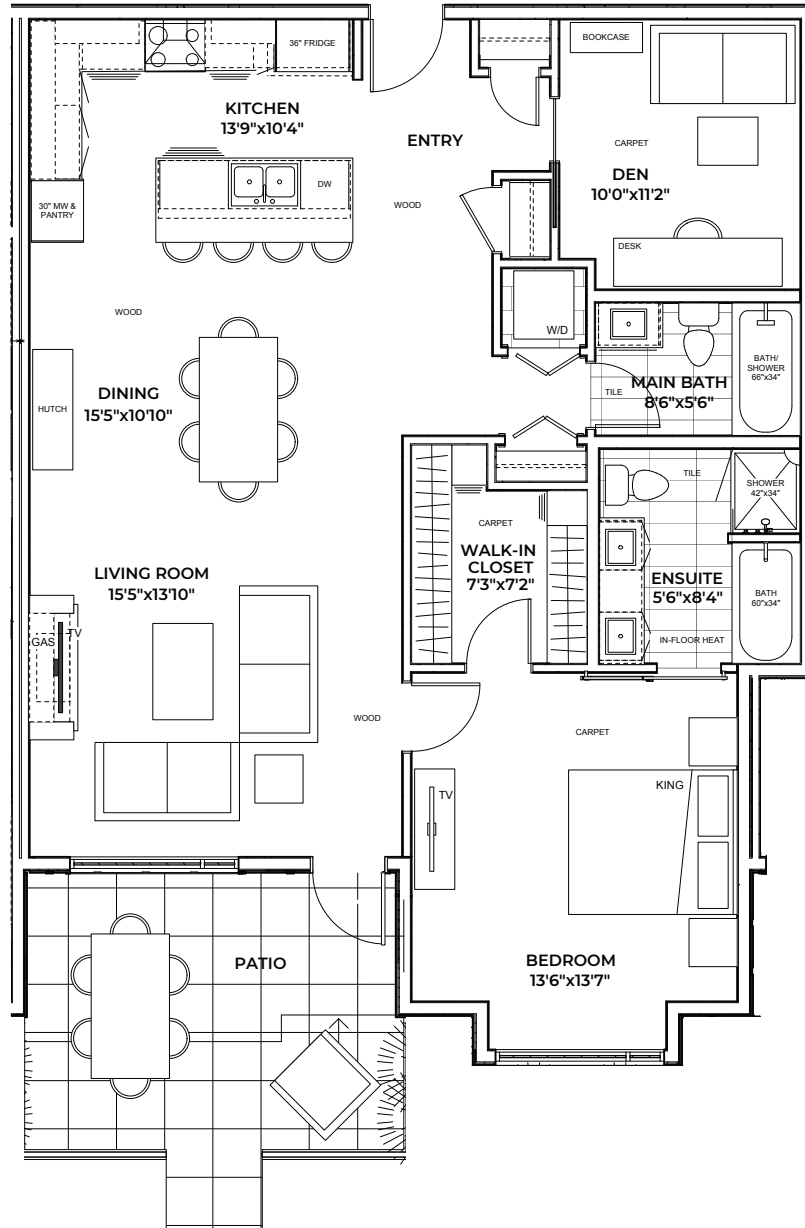 36" FRIDGE
KITCHEN
13'9"x10'4"
ENTRY
BOOKCASE
CARPET
DEN
10'0"x11'2"
DESK
30" MW &
PANTRY
DW
WOOD
WOOD
W/D
HUTCH
DINING
15'5"x10'10"
TILE
MAIN BATH
8'6"x5'6"
BATH/
SHOWER
66"x34"
TILE
SHOWER
42"x34"
CARPET
WALK-IN
CLOSET
7'3"x7'2"
ENSUITE
5'6"x8'4"
BATH
60"x34"
IN-FLOOR HEAT
LIVING ROOM
15'5"x13'10"
GAS
TV
WOOD
CARPET
TV
KING
BEDROOM
13'6"x13'7"
PATIO